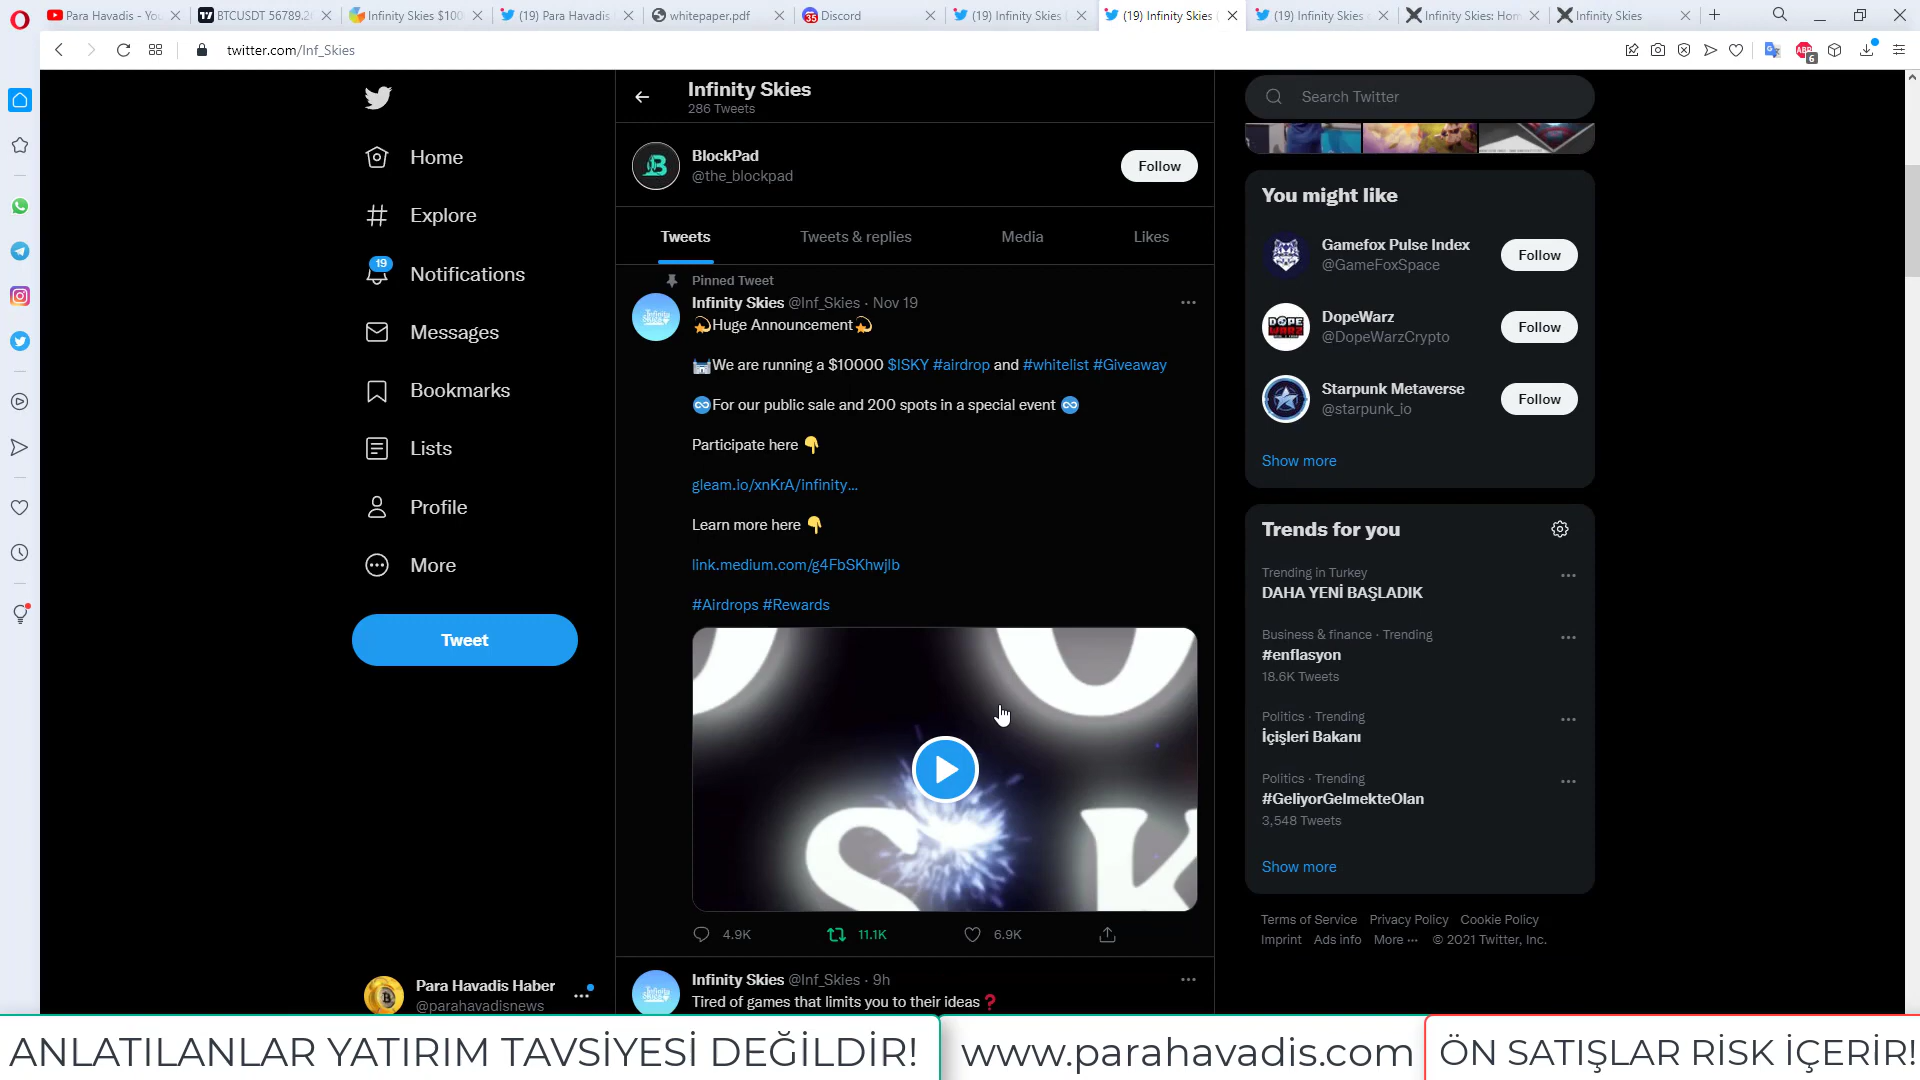 Para Havadis - You
BTCUSDT 56789.2
Infinity Skies $100
(19) Para Havadis
whitepaper.pdf
Discord
(19) Infinity Skies
(19) Infinity Skies
(19) Infinity Skies
Infinity Skies: Hom
Infinity Skies
twitter.com/Inf_Skies
Infinity Skies
286 Tweets
BlockPad
@the_blockpad
Follow
Tweets
Tweets & replies
Media
Likes
Home
Explore
19
Notifications
Messages
Bookmarks
Lists
Profile
More
Tweet
Para Havadis Haber
@parahavadisnews
Pinned Tweet
Infinity Skies @Inf_Skies · Nov 19
💫Huge Announcement💫
🏰We are running a $10000 $ISKY #airdrop and #whitelist #Giveaway
♾️For our public sale and 200 spots in a special event ♾️
Participate here 👇
gleam.io/xnKrA/infinity...
Learn more here 👇
link.medium.com/g4FbSKhwjlb
#Airdrops #Rewards
4.9K
11.1K
6.9K
Infinity Skies @Inf_Skies · 9h
Tired of games that limits you to their ideas ❓
Search Twitter
You might like
Gamefox Pulse Index
@GameFoxSpace
Follow
DopeWarz
@DopeWarzCrypto
Follow
Starpunk Metaverse
@starpunk_io
Follow
Show more
Trends for you
Trending in Turkey
DAHA YENİ BAŞLADIK
Business & finance · Trending
#enflasyon
18.6K Tweets
Politics · Trending
İçişleri Bakanı
Politics · Trending
#GeliyorGelmekteOlan
3,548 Tweets
Show more
Terms of Service Privacy Policy Cookie Policy
Imprint Ads info More ··· © 2021 Twitter, Inc.
ANLATILANLAR YATIRIM TAVSİYESİ DEĞİLDİR!
www.parahavadis.com
ÖN SATIŞLAR RİSK İÇERİR!